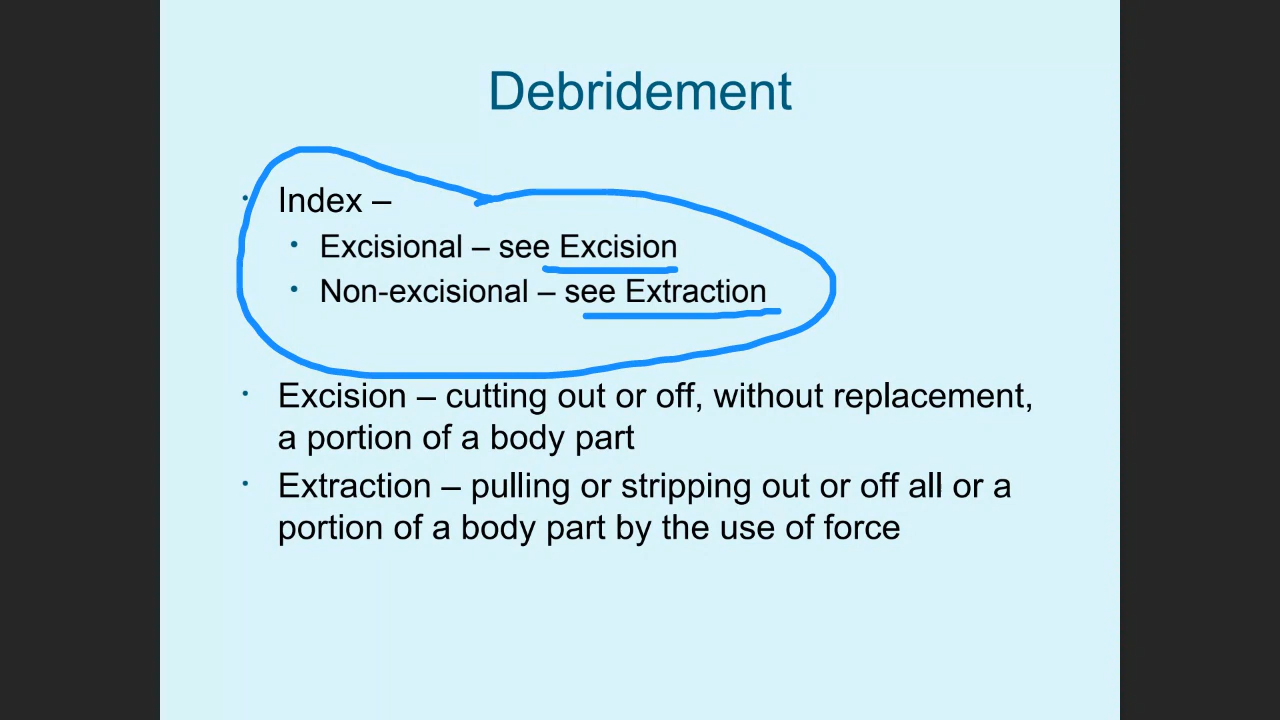 Debridement
• Index –
• Excisional – see Excision
• Non-excisional – see Extraction
• Excision – cutting out or off, without replacement,
a portion of a body part
• Extraction – pulling or stripping out or off all or a
portion of a body part by the use of force